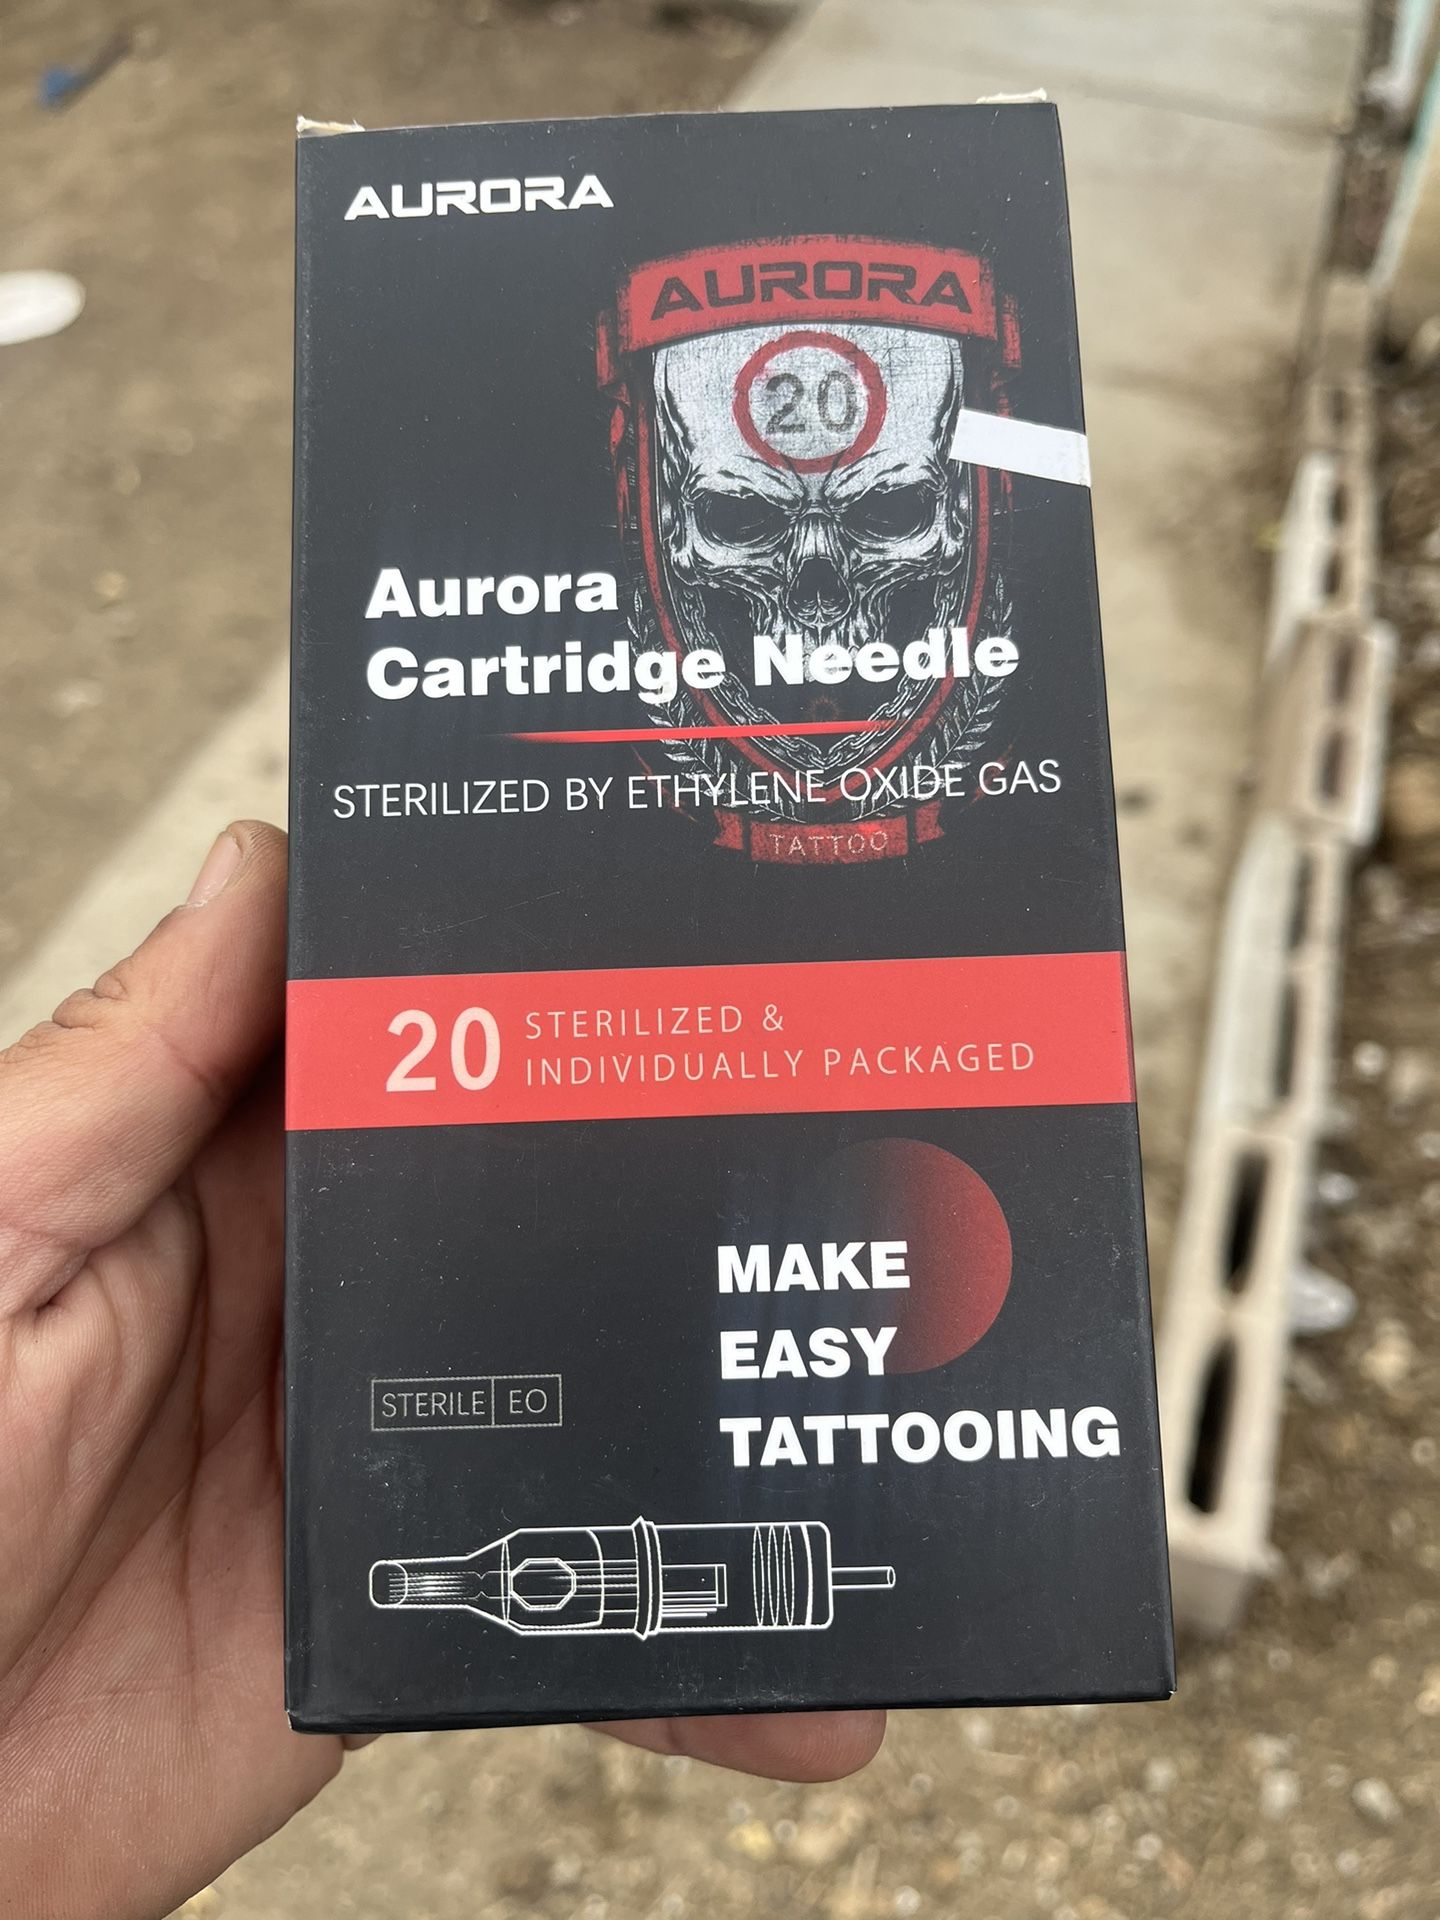 AURORA
AURORA
20
Aurora
Cartridge Needle
STERILIZED BY ETHYLENE OXIDE GAS
TATTOO
20 STERILIZED &
INDIVIDUALLY PACKAGED
MAKE
EASY
TATTOOING
STERILE EO